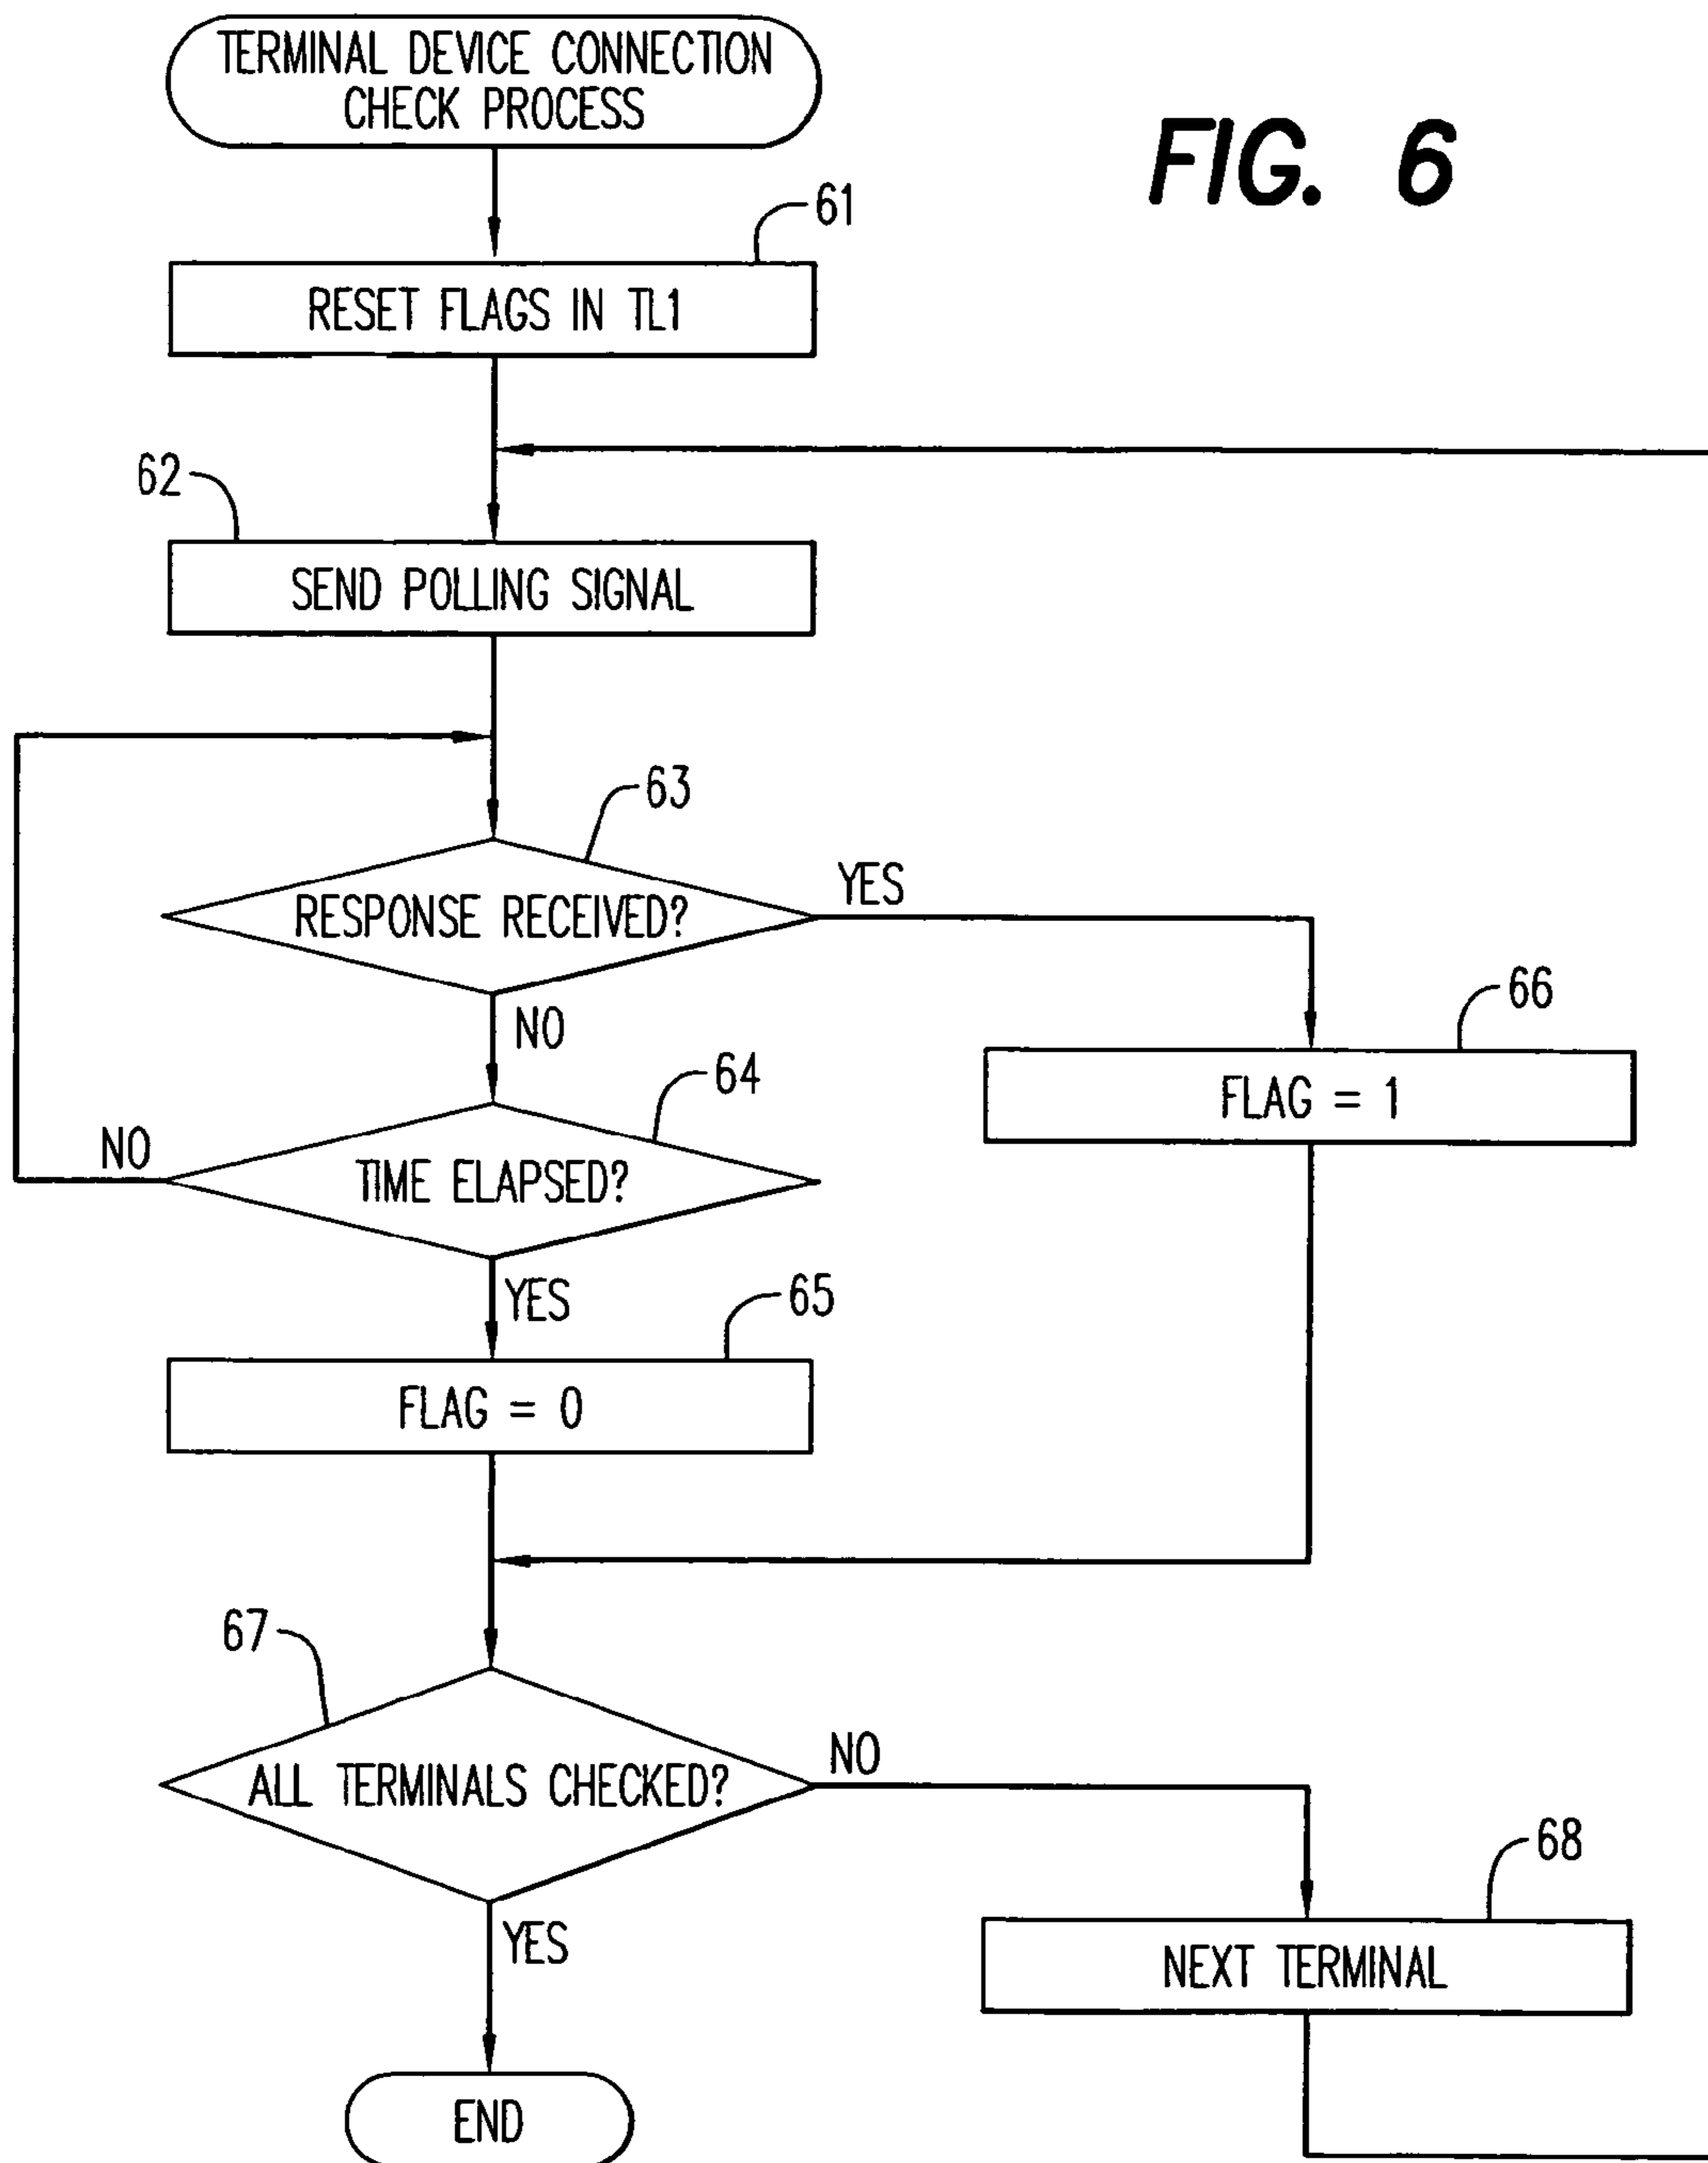 TERMINAL DEVICE CONNECTION
CHECK PROCESS
FIG. 6
61
RESET FLAGS IN TL1
62
SEND POLLING SIGNAL
63
RESPONSE RECEIVED?
YES
NO
66
FLAG = 1
64
TIME ELAPSED?
NO
YES
65
FLAG = 0
67
ALL TERMINALS CHECKED?
NO
YES
68
NEXT TERMINAL
END